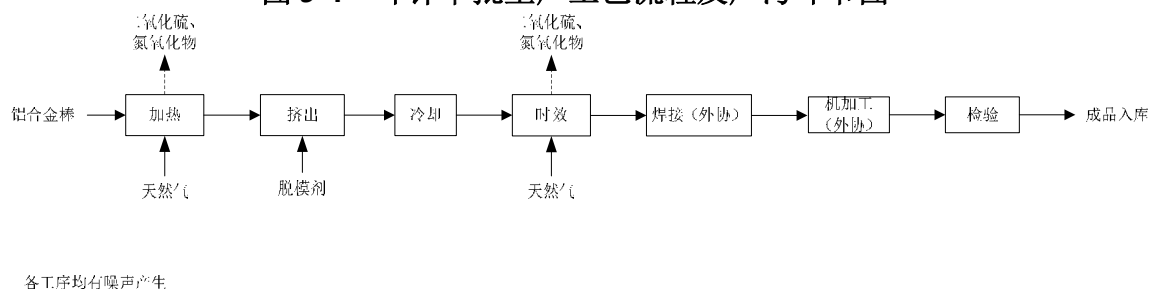 二氧化硫、
氮氧化物
二氧化硫、
氮氧化物
铝合金棒
加热
挤出
冷却
时效
焊接（外协）
机加工
（外协）
检验
成品入库
天然气
脱模剂
天然气
各工序均有噪声产生